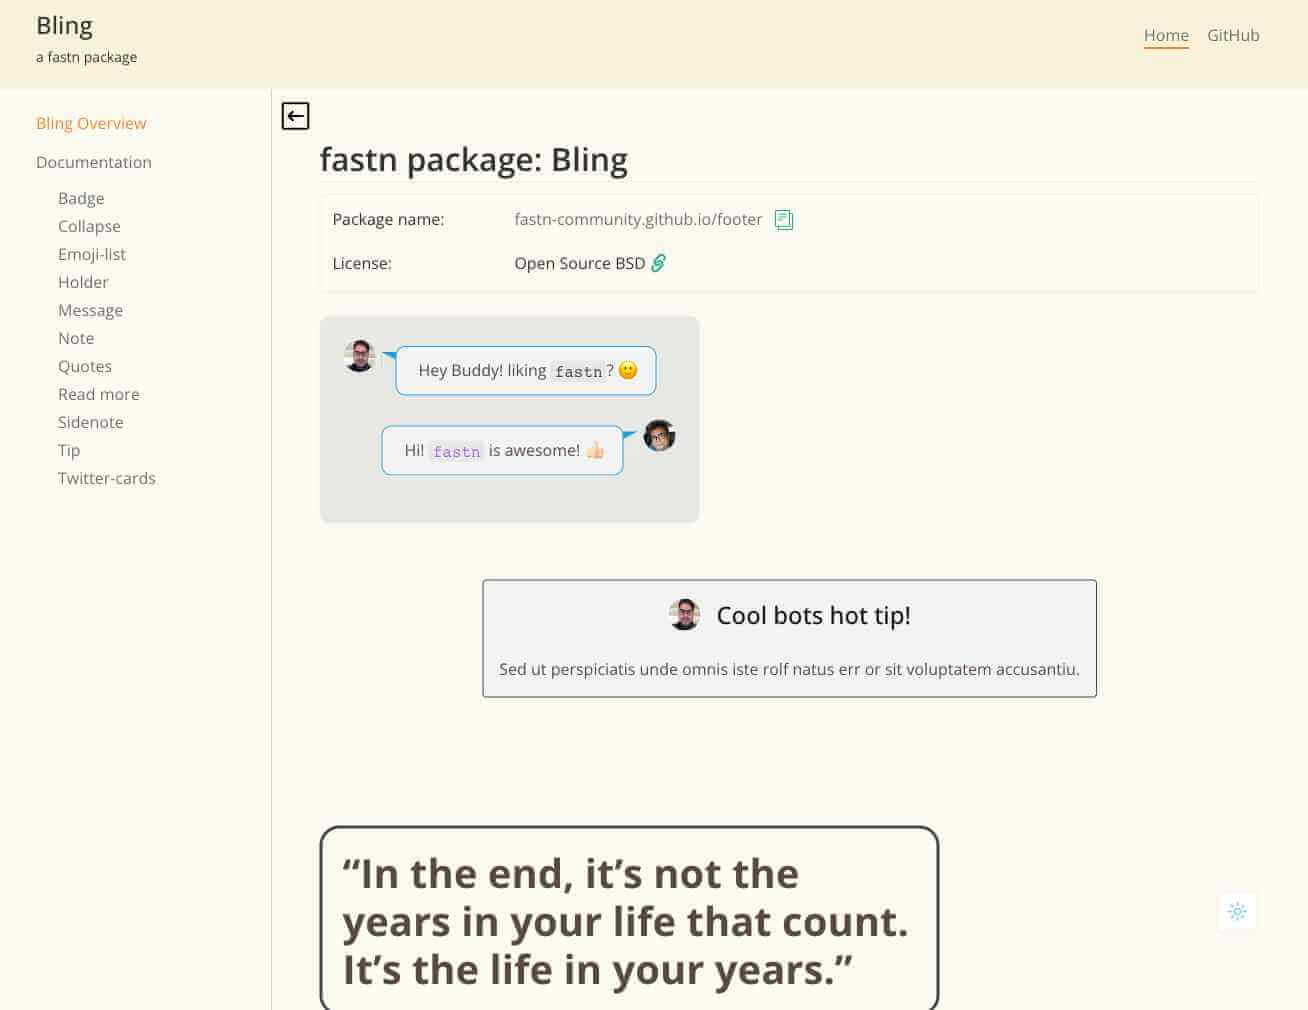 Bling
a fastn package
Home GitHub
Bling Overview
Documentation
Badge
Collapse
Emoji-list
Holder
Message
Note
Quotes
Read more
Sidenote
Tip
Twitter-cards
fastn package: Bling
Package name: fastn-community.github.io/footer
License: Open Source BSD
Hey Buddy! liking fastn? 🙂
Hi! fastn is awesome! 👍🏻
Cool bots hot tip!
Sed ut perspiciatis unde omnis iste rolf natus err or sit voluptatem accusantiu.
“In the end, it’s not the
years in your life that count.
It’s the life in your years.”